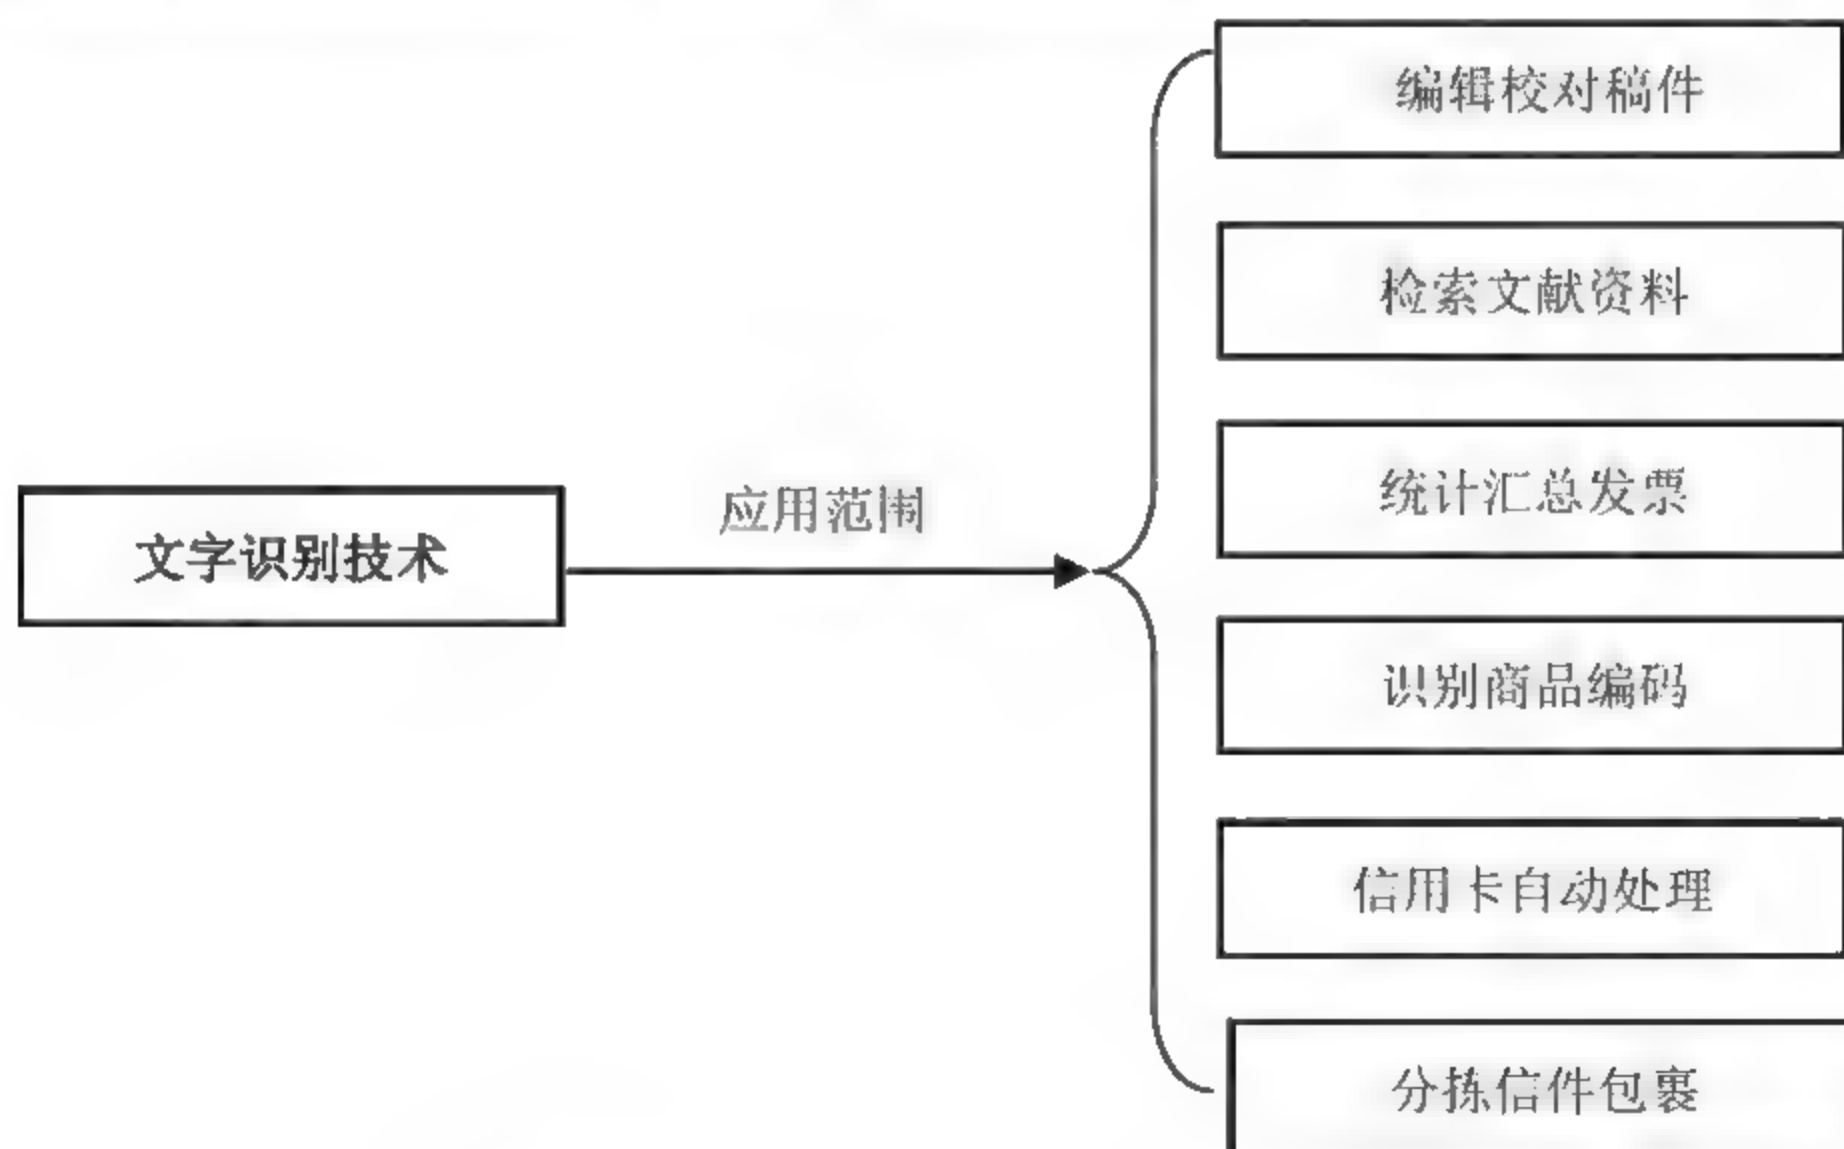 编辑校对稿件
检索文献资料
统计汇总发票
应用范围
文字识别技术
识别商品编码
信用卡自动处理
分拣信件包裹